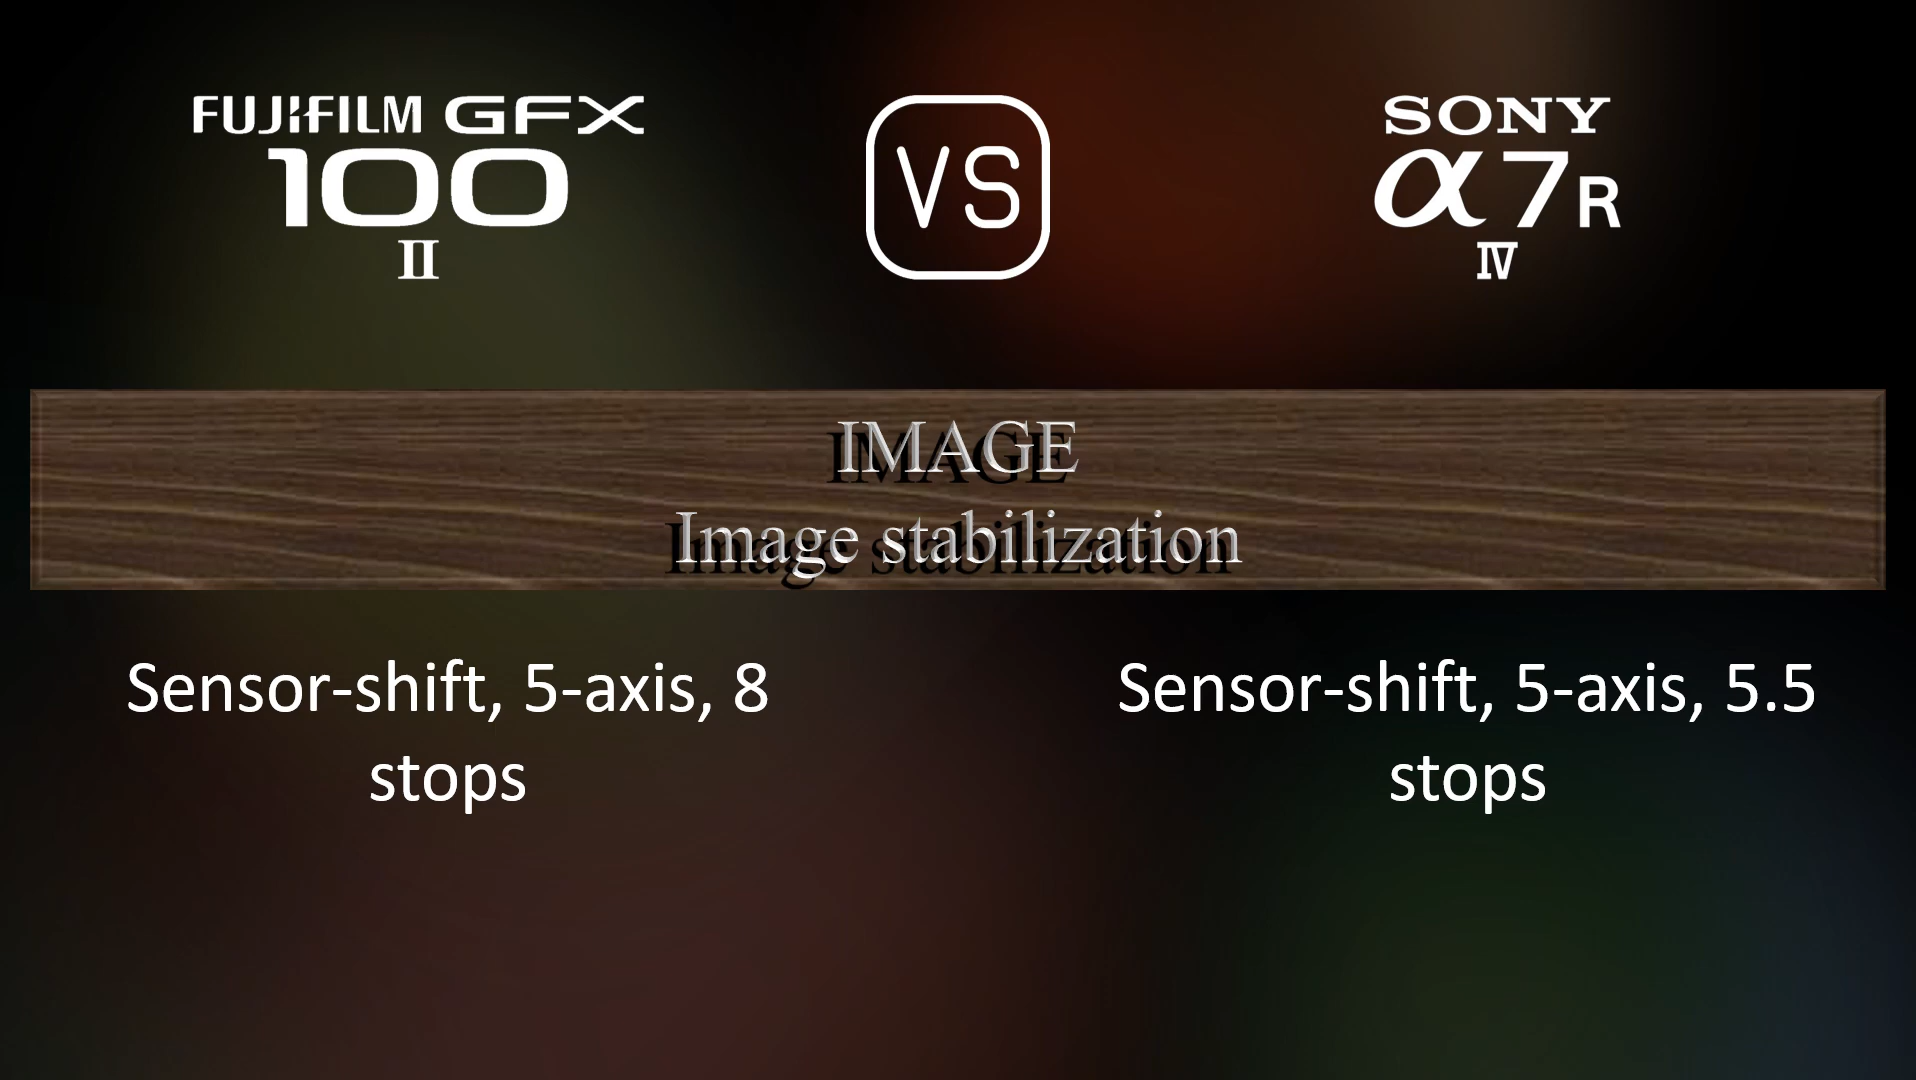 FUJIFILM GFX
100
II
VS
SONY
α7R
IV
IMAGE
Image stabilization
Sensor-shift, 5-axis, 8
stops
Sensor-shift, 5-axis, 5.5
stops